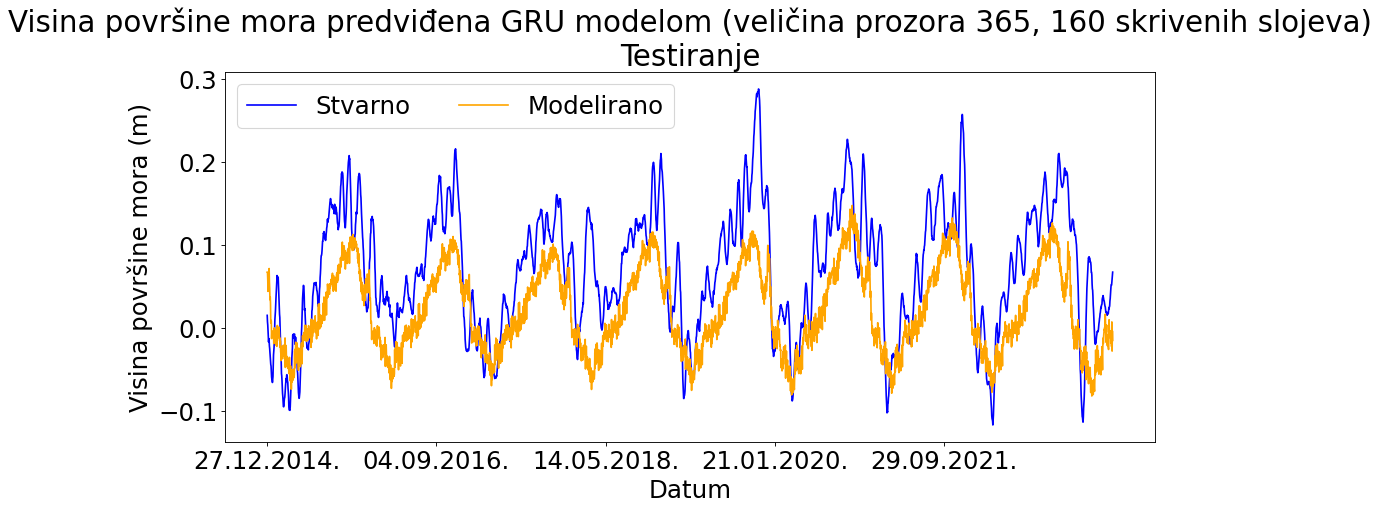 Visina površine mora predviđena GRU modelom (veličina prozora 365, 160 skrivenih slojeva)
Testiranje
Stvarno
Modelirano
Visina površine mora (m)
0.3
0.2
0.1
0.0
−0.1
27.12.2014.
04.09.2016.
14.05.2018.
21.01.2020.
29.09.2021.
Datum